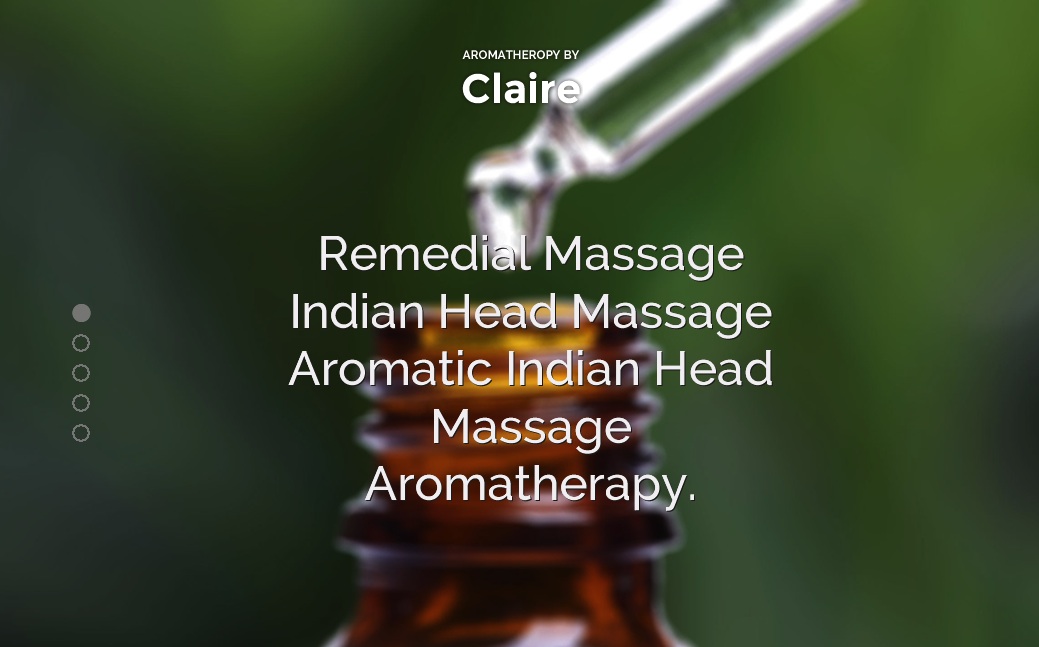 AROMATHEROPY BY
Claire
Remedial Massage
Indian Head Massage
Aromatic Indian Head
Massage
Aromatherapy.